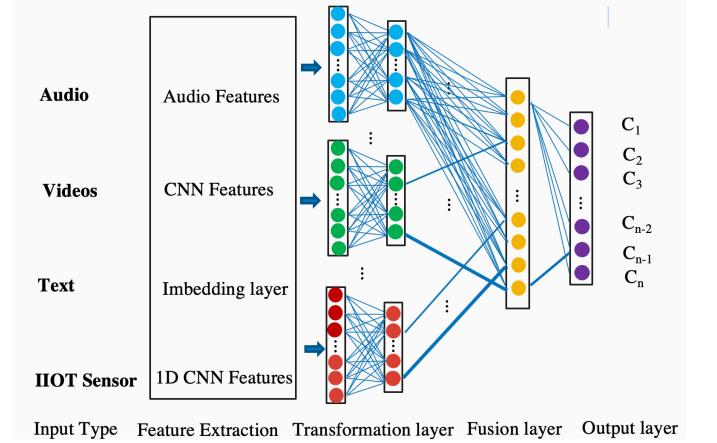 Audio
Audio Features
Videos
CNN Features
Text
Imbedding layer
IIOT Sensor
1D CNN Features
C1
C2
C3
Cn-2
Cn-1
Cn
Input Type Feature Extraction Transformation layer Fusion layer Output layer